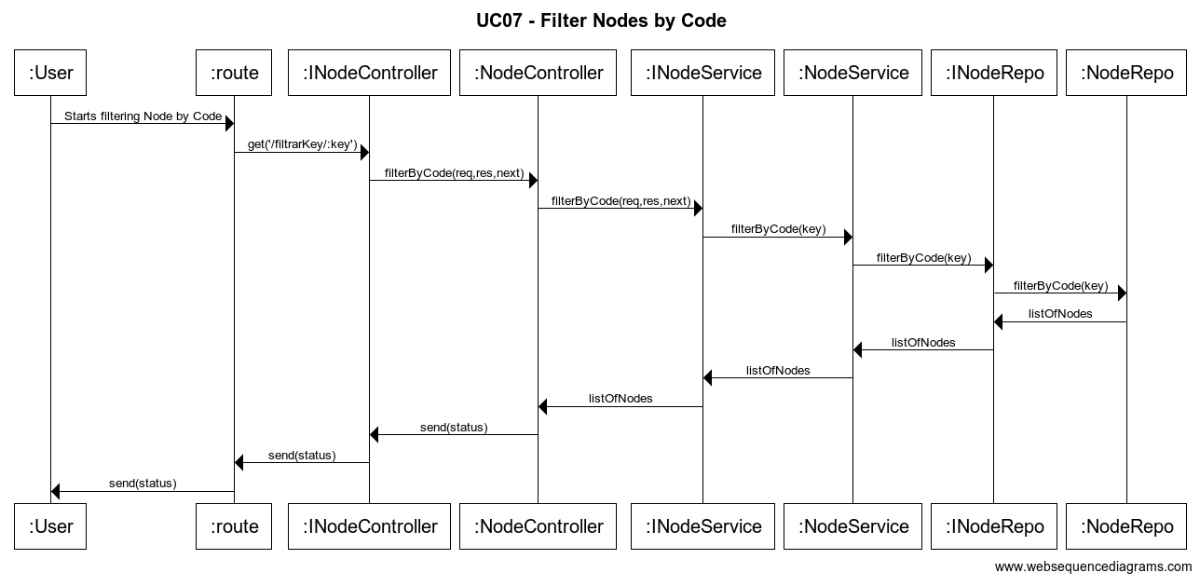 UC07 - Filter Nodes by Code
:User :route :INodeController :NodeController :INodeService :NodeService :INodeRepo :NodeRepo
Starts filtering Node by Code
get('/filtrarKey/:key')
filterByCode(req,res,next)
filterByCode(req,res,next)
filterByCode(key)
filterByCode(key)
filterByCode(key)
listOfNodes
listOfNodes
listOfNodes
listOfNodes
send(status)
send(status)
send(status)
:User :route :INodeController :NodeController :INodeService :NodeService :INodeRepo :NodeRepo
www.websequencediagrams.com